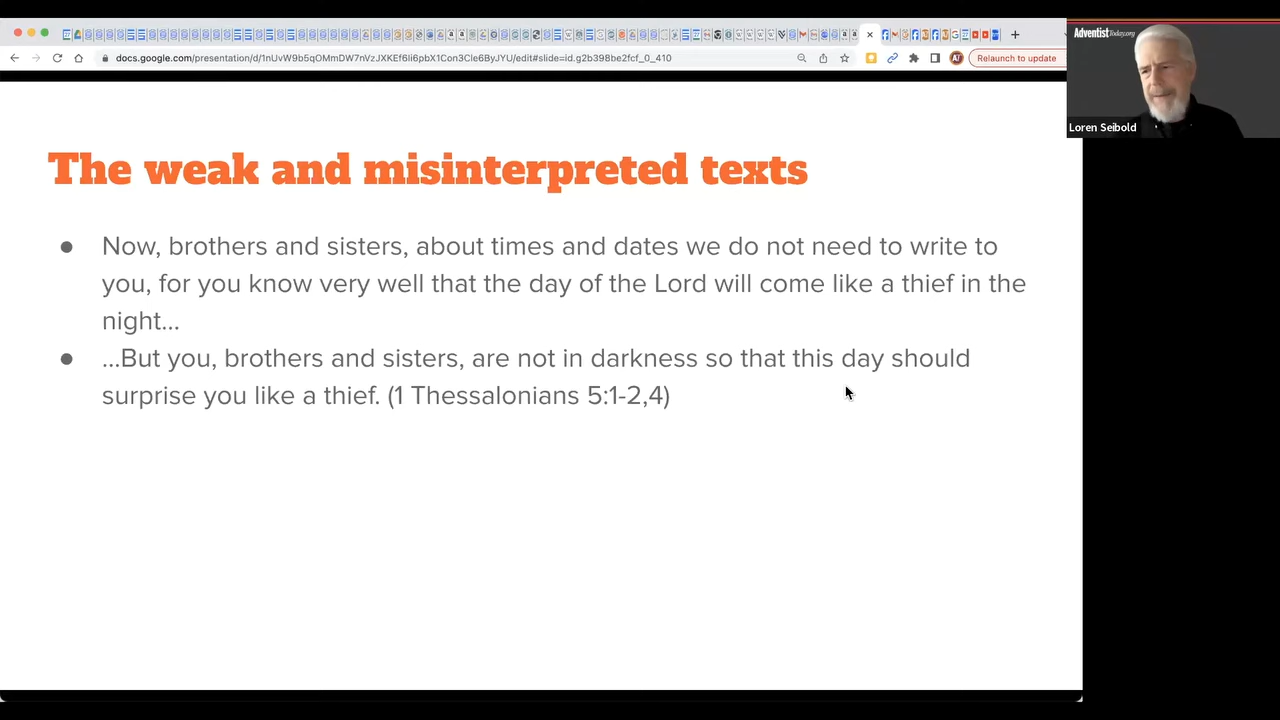 docs.google.com/presentation/d/1nUvW9b5qOMmDW7nVzJXKEf6Ii6pbX1Con3Cle6ByJYU/edit#slide=id.g2b398be2fcf_0_410
Relaunch to update
AdventistToday.org
Loren Seibold
The weak and misinterpreted texts
● Now, brothers and sisters, about times and dates we do not need to write to
you, for you know very well that the day of the Lord will come like a thief in the
night...
● ...But you, brothers and sisters, are not in darkness so that this day should
surprise you like a thief. (1 Thessalonians 5:1-2,4)